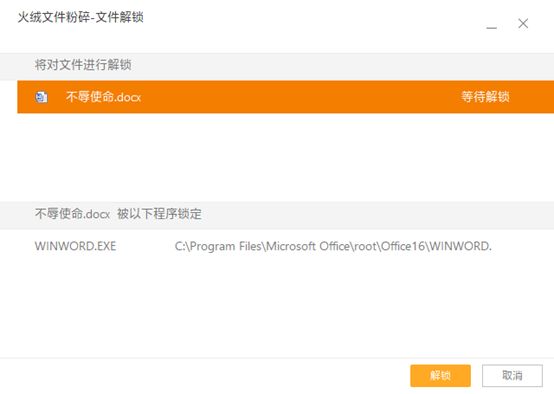 火绒文件粉碎-文件解锁
将对文件进行解锁
不辱使命.docx 等待解锁
不辱使命.docx 被以下程序锁定
WINWORD.EXE C:\Program Files\Microsoft Office\root\Office16\WINWORD.
解锁 取消